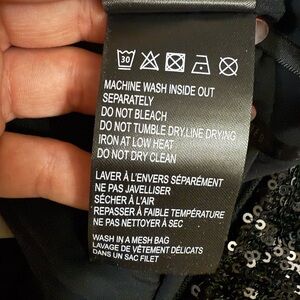 30
MACHINE WASH INSIDE OUT
SEPARATELY
DO NOT BLEACH
DO NOT TUMBLE DRY,LINE DRYING
IRON AT LOW HEAT
DO NOT DRY CLEAN
LAVER À L'ENVERS SÉPARÉMENT
NE PAS JAVELLISER
SÉCHER À L'AIR
REPASSER À FAIBLE TEMPÉRATURE
NE PAS NETTOYER À SEC
WASH IN A MESH BAG
LAVAGE DE VÊTEMENT DÉLICATS
DANS UN SAC FILET